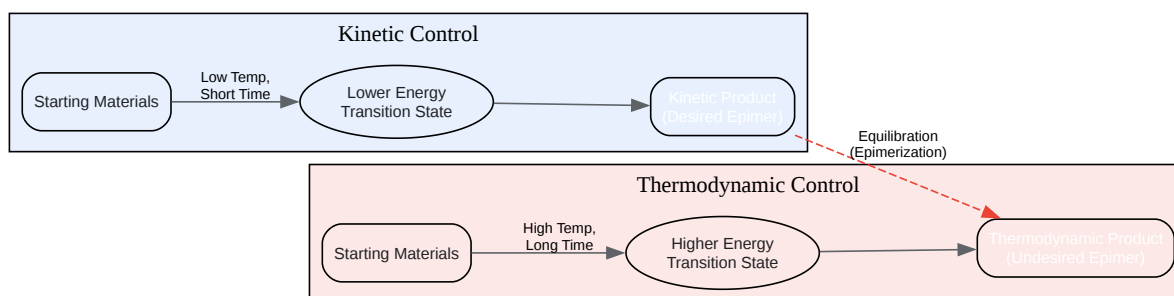 Kinetic Control
Starting Materials
Low Temp,
Short Time
Lower Energy
Transition State
Kinetic Product
(Desired Epimer)
Equilibration
(Epimerization)
Thermodynamic Control
Starting Materials
High Temp,
Long Time
Higher Energy
Transition State
Thermodynamic Product
(Undesired Epimer)